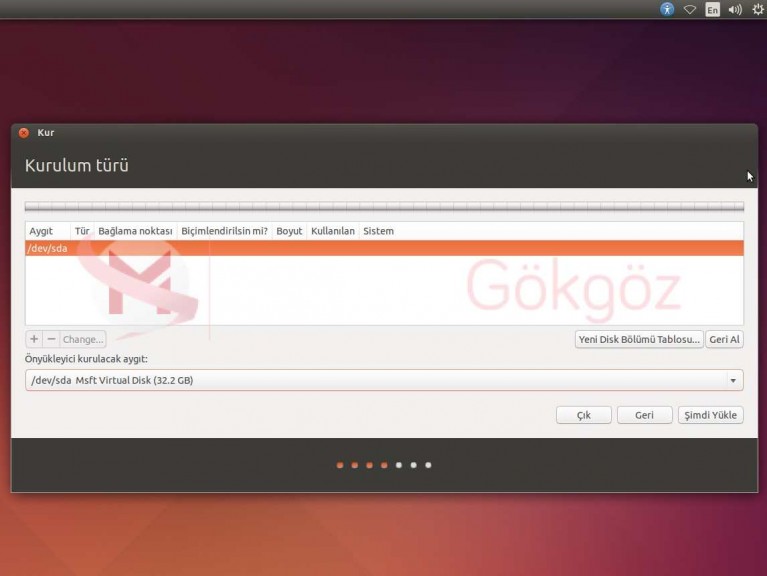 En
Kur
Kurulum türü
Aygıt Tür Bağlama noktası Biçimlendirilsin mi? Boyut Kullanılan Sistem
/dev/sda
Gökgöz
+ − Change... Yeni Disk Bölümü Tablosu... Geri Al
Önyükleyici kurulacak aygıt:
/dev/sda Msft Virtual Disk (32.2 GB)
Çık Geri Şimdi Yükle